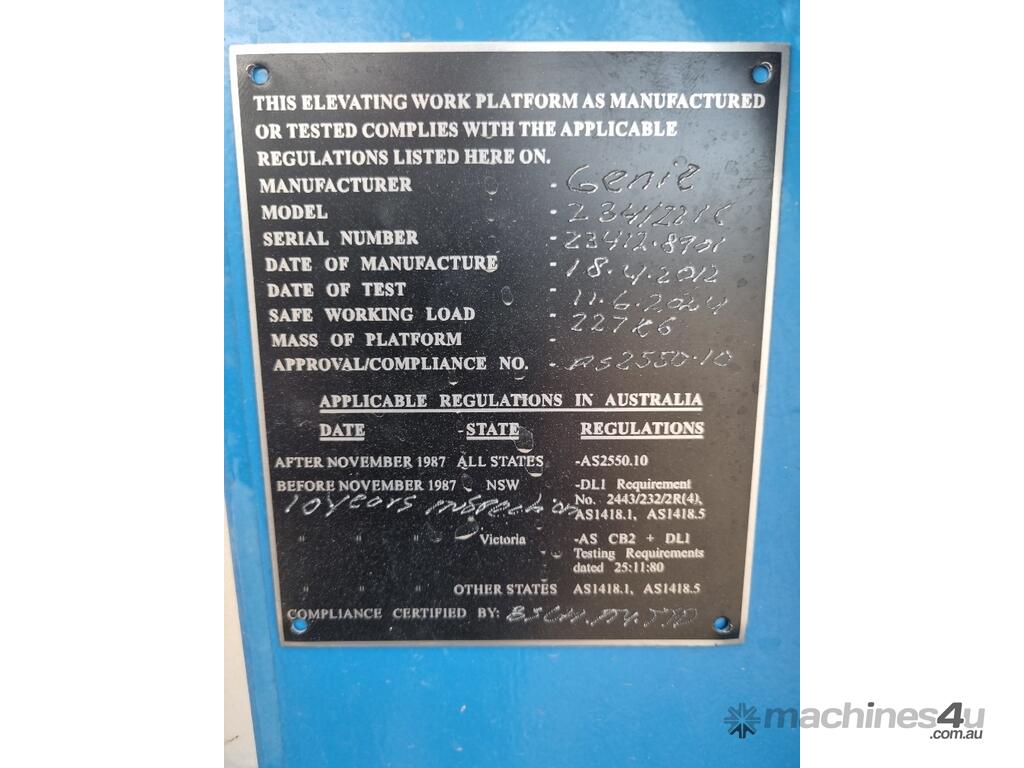 THIS ELEVATING WORK PLATFORM AS MANUFACTURED
OR TESTED COMPLIES WITH THE APPLICABLE
REGULATIONS LISTED HERE ON.
MANUFACTURER - Genie
MODEL -
SERIAL NUMBER - 23412-8901
DATE OF MANUFACTURE - 18.4.2012
DATE OF TEST - 11.6.2024
SAFE WORKING LOAD - 227KG
MASS OF PLATFORM -
APPROVAL/COMPLIANCE NO. - AS2550.10
APPLICABLE REGULATIONS IN AUSTRALIA
DATE -STATE REGULATIONS
AFTER NOVEMBER 1987 ALL STATES -AS2550.10
BEFORE NOVEMBER 1987 NSW -DL1 Requirement
No. 2443/232/2R(4),
10 years inspection AS1418.1, AS1418.5
" " " Victoria -AS CB2 + DL1
Testing Requirements
dated 25:11:80
" " " OTHER STATES AS1418.1, AS1418.5
COMPLIANCE CERTIFIED BY:
machines4u
.com.au